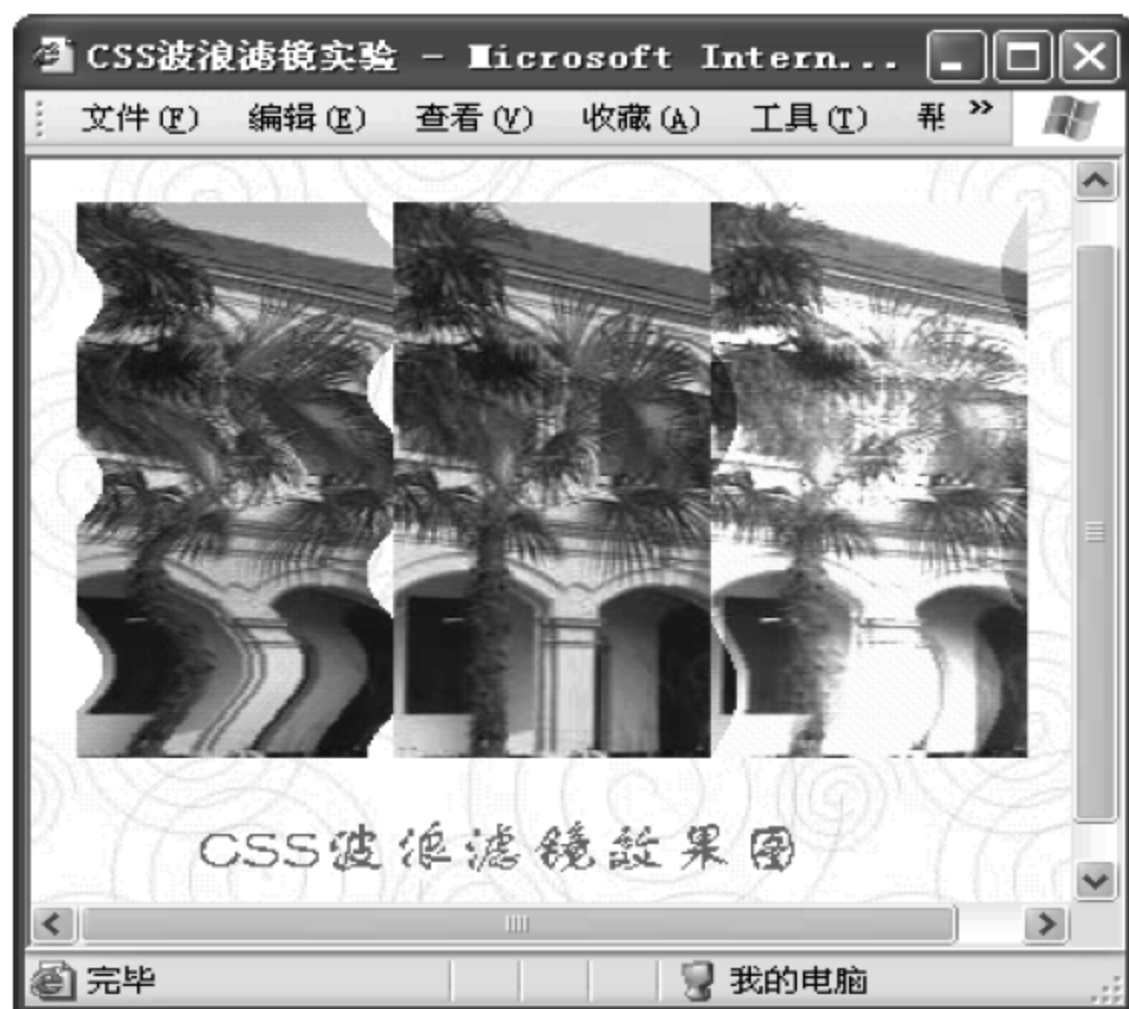 CSS波浪滤镜实验 - Microsoft Intern...
文件(F) 编辑(E) 查看(V) 收藏(A) 工具(T) 帮 »
CSS波浪滤镜效果图
完毕 我的电脑